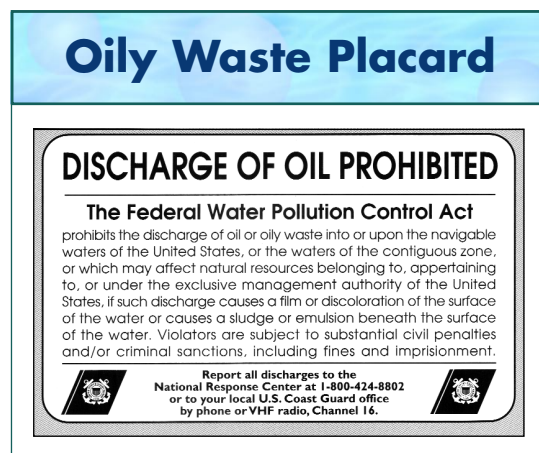 Oily Waste Placard
DISCHARGE OF OIL PROHIBITED
The Federal Water Pollution Control Act
prohibits the discharge of oil or oily waste into or upon the navigable
waters of the United States, or the waters of the contiguous zone,
or which may affect natural resources belonging to, appertaining
to, or under the exclusive management authority of the United
States, if such discharge causes a film or discoloration of the surface
of the water or causes a sludge or emulsion beneath the surface
of the water. Violators are subject to substantial civil penalties
and/or criminal sanctions, including fines and imprisionment.
Report all discharges to the
National Response Center at 1-800-424-8802
or to your local U.S. Coast Guard office
by phone or VHF radio, Channel 16.